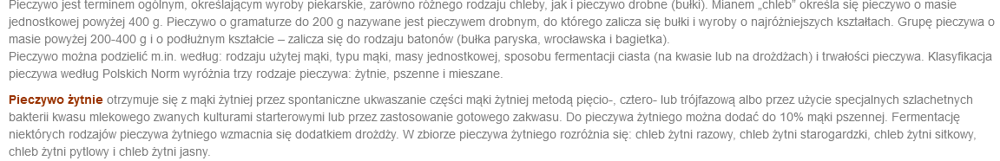 Pieczywo jest terminem ogólnym, określającym wyroby piekarskie, zarówno różnego rodzaju chleby, jak i pieczywo drobne (bułki). Mianem „chleb” określa się pieczywo o masie
jednostkowej powyżej 400 g. Pieczywo o gramaturze do 200 g nazywane jest pieczywem drobnym, do którego zalicza się bułki i wyroby o najróżniejszych kształtach. Grupę pieczywa o
masie powyżej 200-400 g i o podłużnym kształcie – zalicza się do rodzaju batonów (bułka paryska, wrocławska i bagietka).
Pieczywo można podzielić m.in. według: rodzaju użytej mąki, typu mąki, masy jednostkowej, sposobu fermentacji ciasta (na kwasie lub na drożdżach) i trwałości pieczywa. Klasyfikacja
pieczywa według Polskich Norm wyróżnia trzy rodzaje pieczywa: żytnie, pszenne i mieszane.
Pieczywo żytnie otrzymuje się z mąki żytniej przez spontaniczne ukwaszanie części mąki żytniej metodą pięcio-, cztero- lub trójfazową albo przez użycie specjalnych szlachetnych
bakterii kwasu mlekowego zwanych kulturami starterowymi lub przez zastosowanie gotowego zakwasu. Do pieczywa żytniego można dodać do 10% mąki pszennej. Fermentację
niektórych rodzajów pieczywa żytniego wzmacnia się dodatkiem drożdży. W zbiorze pieczywa żytniego rozróżnia się: chleb żytni razowy, chleb żytni starogardzki, chleb żytni sitkowy,
chleb żytni pytlowy i chleb żytni jasny.